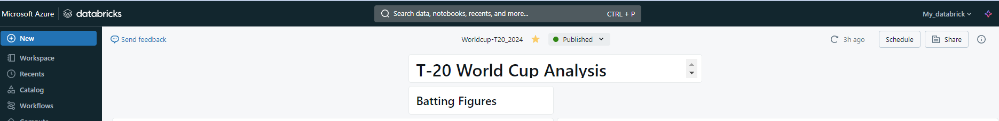 Microsoft Azure databricks Search data, notebooks, recents, and more... CTRL + P My_databrick
New Send feedback Worldcup-T20_2024 Published 3h ago Schedule Share
Workspace
T-20 World Cup Analysis
Recents
Catalog
Batting Figures
Workflows
Compute